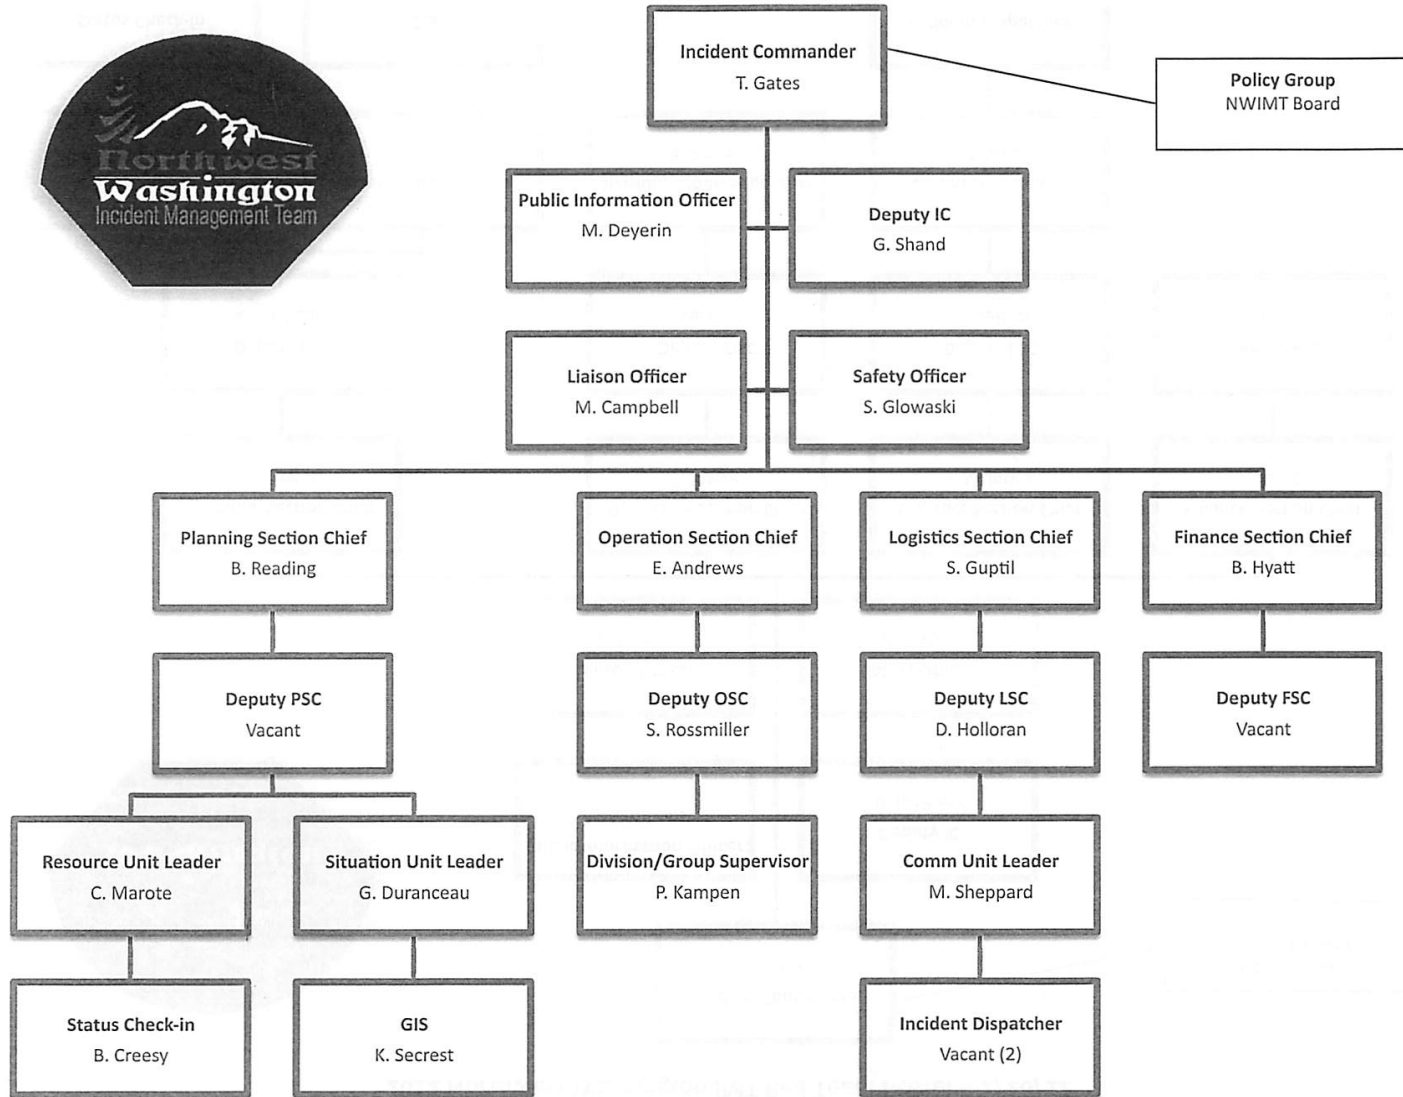 Incident Commander
T. Gates
Policy Group
NWIMT Board
Northwest
Washington
Incident Management Team
Public Information Officer
M. Deyerin
Deputy IC
G. Shand
Liaison Officer
M. Campbell
Safety Officer
S. Glowaski
Planning Section Chief
B. Reading
Operation Section Chief
E. Andrews
Logistics Section Chief
S. Guptil
Finance Section Chief
B. Hyatt
Deputy PSC
Vacant
Deputy OSC
S. Rossmiller
Deputy LSC
D. Holloran
Deputy FSC
Vacant
Resource Unit Leader
C. Marote
Situation Unit Leader
G. Duranceau
Division/Group Supervisor
P. Kampen
Comm Unit Leader
M. Sheppard
Status Check-in
B. Creesy
GIS
K. Secrest
Incident Dispatcher
Vacant (2)